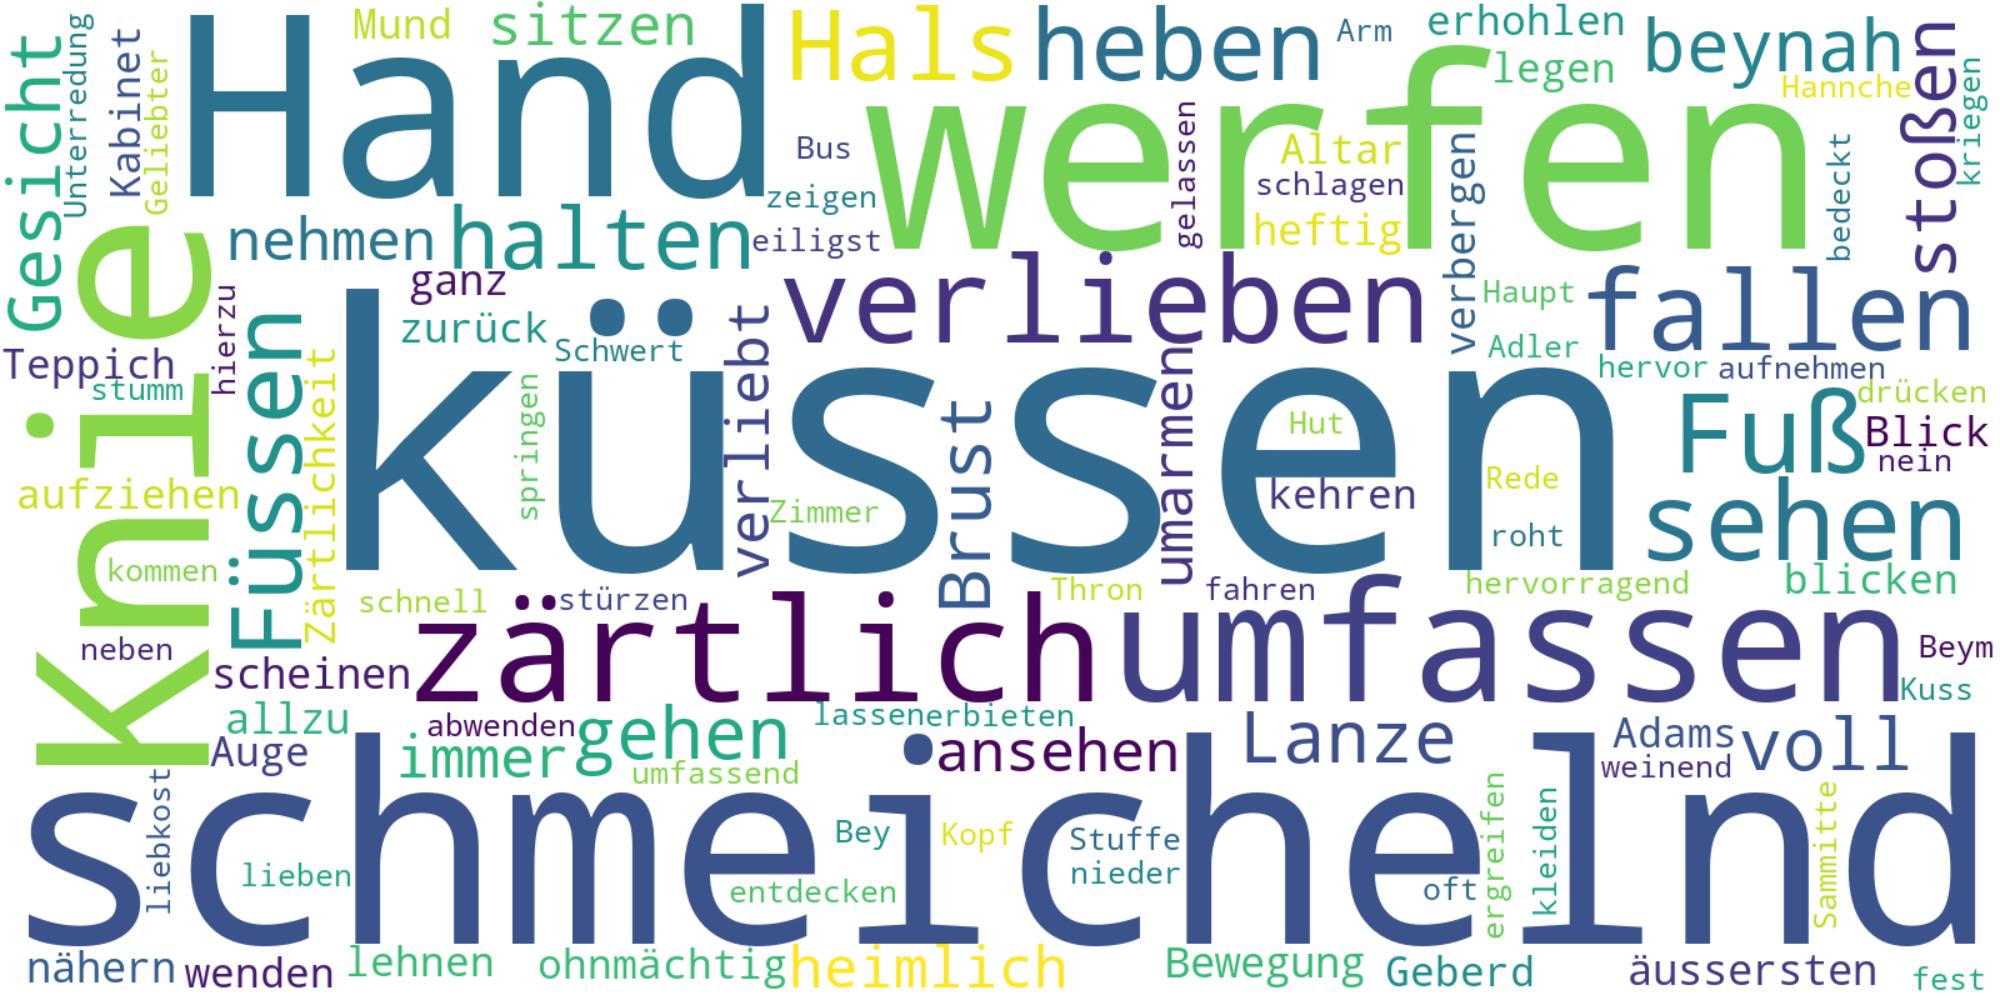 Hand
küssen
werfen
schmeichelnd
Knie
zärtlich
umfassen
verlieben
Hals
heben
halten
fallen
Füssen
Fuß
sehen
Gesicht
Unterredung
Kabinet
Geliebter
Mund
sitzen
Arm
erhohlen
legen
beynah
Hannche
stoßen
kriegen
bedeckt
Bus
zeigen
eiligst
gelassen
Altar
schlagen
heftig
verbergen
nehmen
ganz
zurück
Schwert
hierzu
Teppich
stumm
Zärtlichkeit
verliebt
springen
Brust
Zimmer
umarmen
Hut
kehren
Haupt
Adler
hervor
aufnehmen
drücken
Blick
nein
Rede
roht
aufziehen
kommen
neben
schnell
stürzen
Thron
fahren
hervorragend
blicken
Beym
Kuss
scheinen
allzu
Auge
abwenden
immer
gehen
umfassend
lassen
erbieten
ansehen
Lanze
Adams
weinend
voll
liebkost
lieben
Bey
Kopf
Stuffe
nieder
entdecken
oft
ergreifen
kleiden
Sammitte
nähern
wenden
lehnen
ohnmächtig
heimlich
Bewegung
Geberd
äussersten
fest